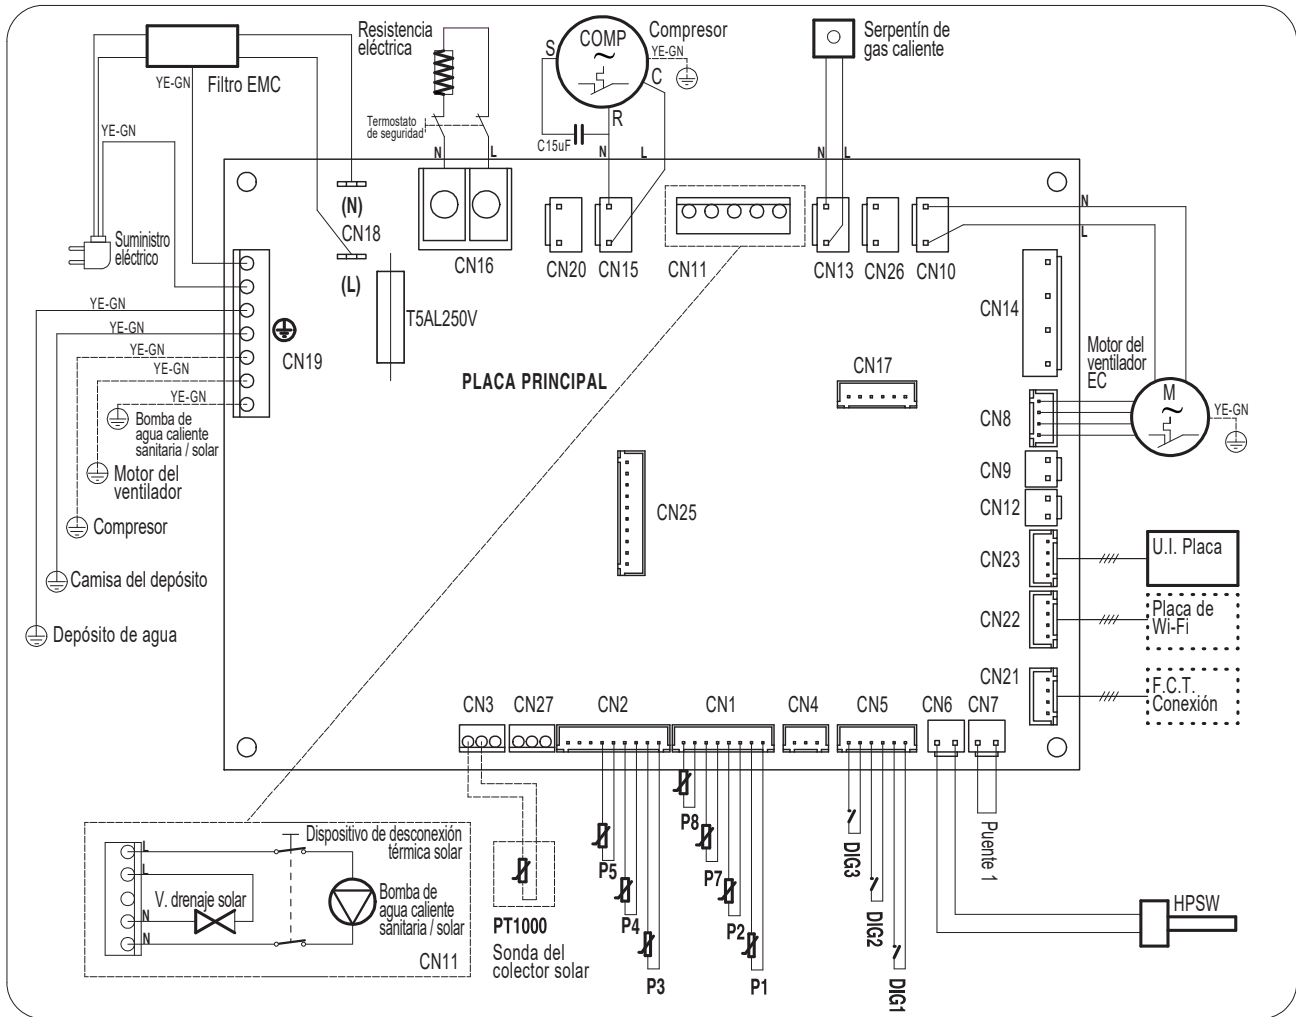 Resistencia
eléctrica
COMP
S
C
R
Compresor
YE-GN
Serpentín de
gas caliente
Filtro EMC
YE-GN
YE-GN
Termostato
de seguridad
N
L
C15uF
N
L
N
L
N
L
(N)
CN18
(L)
Suministro
eléctrico
CN16
CN20
CN15
CN11
CN13
CN26
CN10
CN14
T5AL250V
YE-GN
YE-GN
YE-GN
YE-GN
YE-GN
CN19
PLACA PRINCIPAL
CN17
Motor del
ventilador
EC
M
YE-GN
CN8
Bomba de
agua caliente
sanitaria / solar
Motor del
ventilador
Compresor
Camisa del depósito
Depósito de agua
CN25
CN9
CN12
CN23
U.I. Placa
CN22
Placa de
Wi-Fi
CN21
F.C.T.
Conexión
CN3
CN27
CN2
CN1
CN4
CN5
CN6
CN7
P8
P5
P7
P4
P2
P3
P1
DIG3
DIG2
DIG1
Puente 1
HPSW
PT1000
Sonda del
colector solar
Dispositivo de desconexión
térmica solar
L
L
V. drenaje solar
N
N
Bomba de
agua caliente
sanitaria / solar
CN11